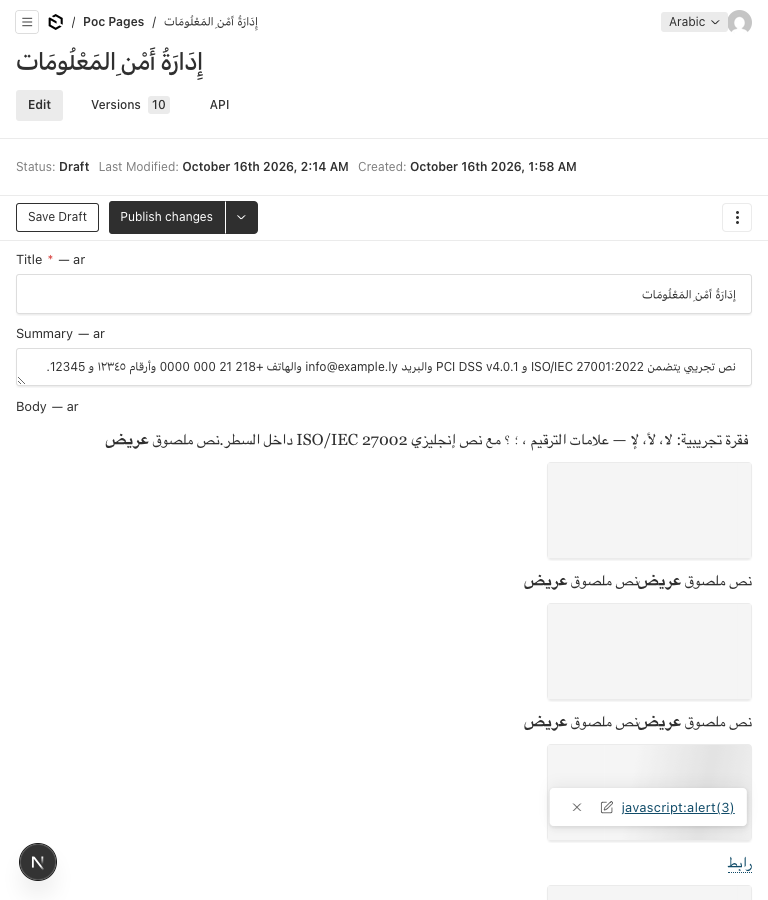 / Poc Pages / إِدَارَةُ أَمْنِ المَعْلُومَات
Arabic
إِدَارَةُ أَمْنِ المَعْلُومَات
Edit Versions 10 API
Status: Draft Last Modified: October 16th 2026, 2:14 AM Created: October 16th 2026, 1:58 AM
Save Draft Publish changes
Title * — ar
إِدَارَةُ أَمْنِ المَعْلُومَات
Summary — ar
نص تجريبي يتضمن ISO/IEC 27001:2022 و PCI DSS v4.0.1 والبريد info@example.ly والهاتف +218 21 000 0000 وأرقام ١٢٣٤٥ و 12345.
Body — ar
فقرة تجريبية: لا، لأ، لإ — علامات الترقيم ، ؛ ؟ مع نص إنجليزي ISO/IEC 27002 داخل السطر.نص ملصوق عريض
نص ملصوق عريضنص ملصوق عريض
نص ملصوق عريضنص ملصوق عريض
javascript:alert(3)
رابط
N